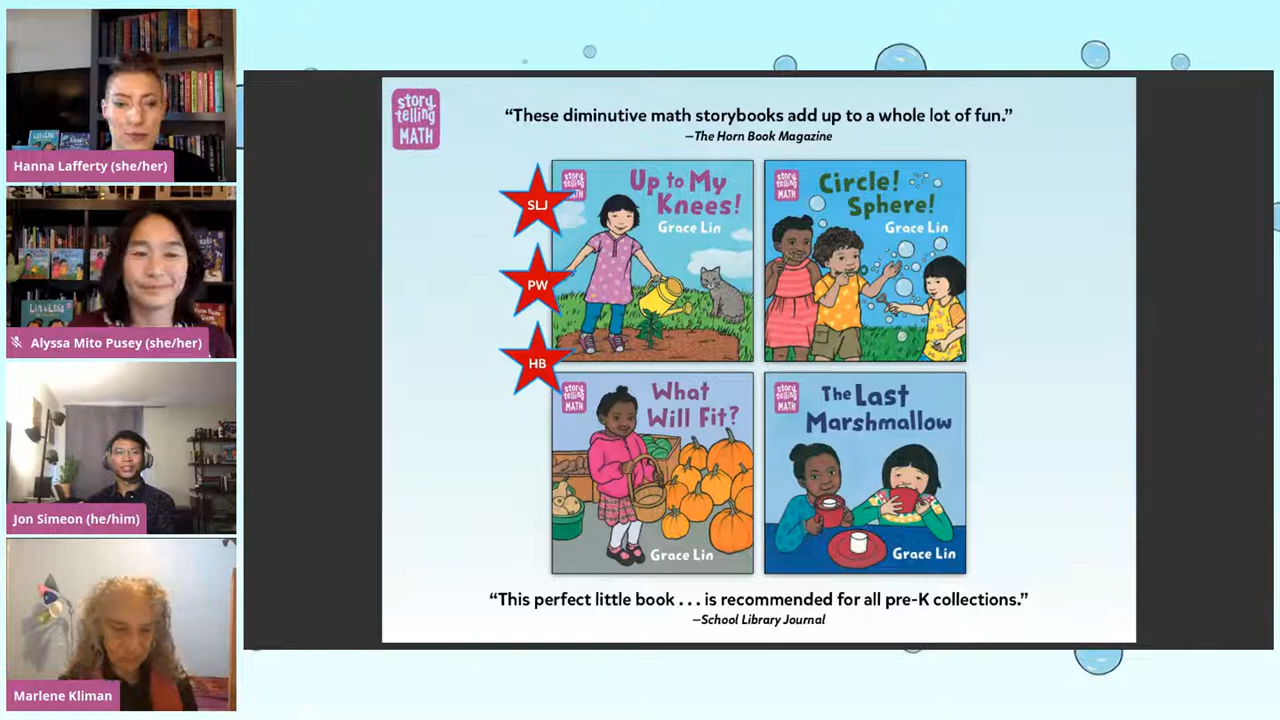 Hanna Lafferty (she/her)
Alyssa Mito Pusey (she/her)
Jon Simeon (he/him)
Marlene Kliman
story
telling
MATH
“These diminutive math storybooks add up to a whole lot of fun.”
—The Horn Book Magazine
SLJ
PW
HB
story
telling
MATH
Up to My
Knees!
Grace Lin
story
telling
MATH
Circle!
Sphere!
Grace Lin
story
telling
MATH
What
Will Fit?
Grace Lin
story
telling
MATH
The Last
Marshmallow
Grace Lin
“This perfect little book . . . is recommended for all pre-K collections.”
—School Library Journal